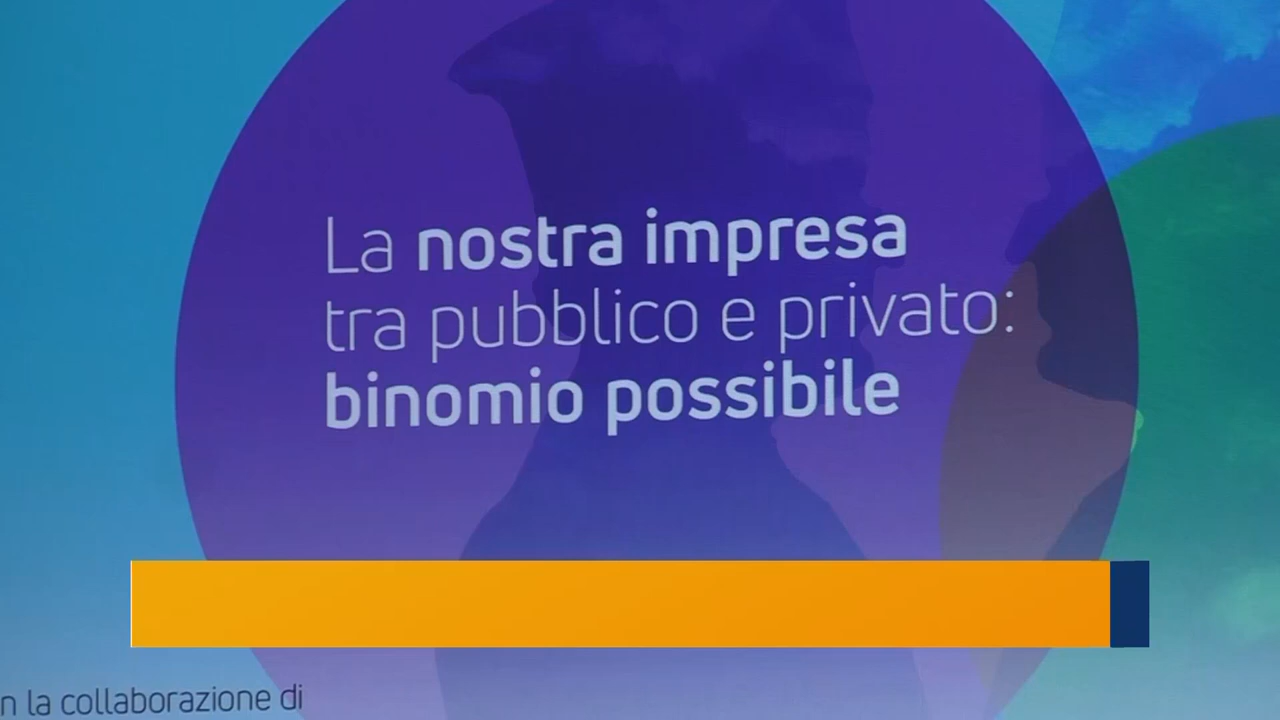 La nostra impresa
tra pubblico e privato:
binomio possibile
n la collaborazione di